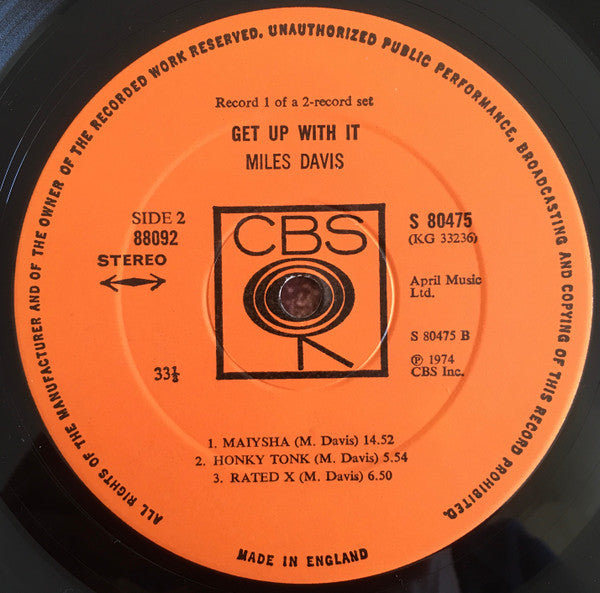 ALL RIGHTS OF THE MANUFACTURER AND OF THE OWNER OF THE RECORDED WORK RESERVED. UNAUTHORIZED PUBLIC PERFORMANCE, BROADCASTING AND COPYING OF THIS RECORD PROHIBITED.
Record 1 of a 2-record set
GET UP WITH IT
MILES DAVIS
SIDE 2
88092
STEREO
33⅓
CBS
S 80475
(KG 33236)
April Music
Ltd.
S 80475 B
℗ 1974
CBS Inc.
1. MAIYSHA (M. Davis) 14.52
2. HONKY TONK (M. Davis) 5.54
3. RATED X (M. Davis) 6.50
MADE IN ENGLAND